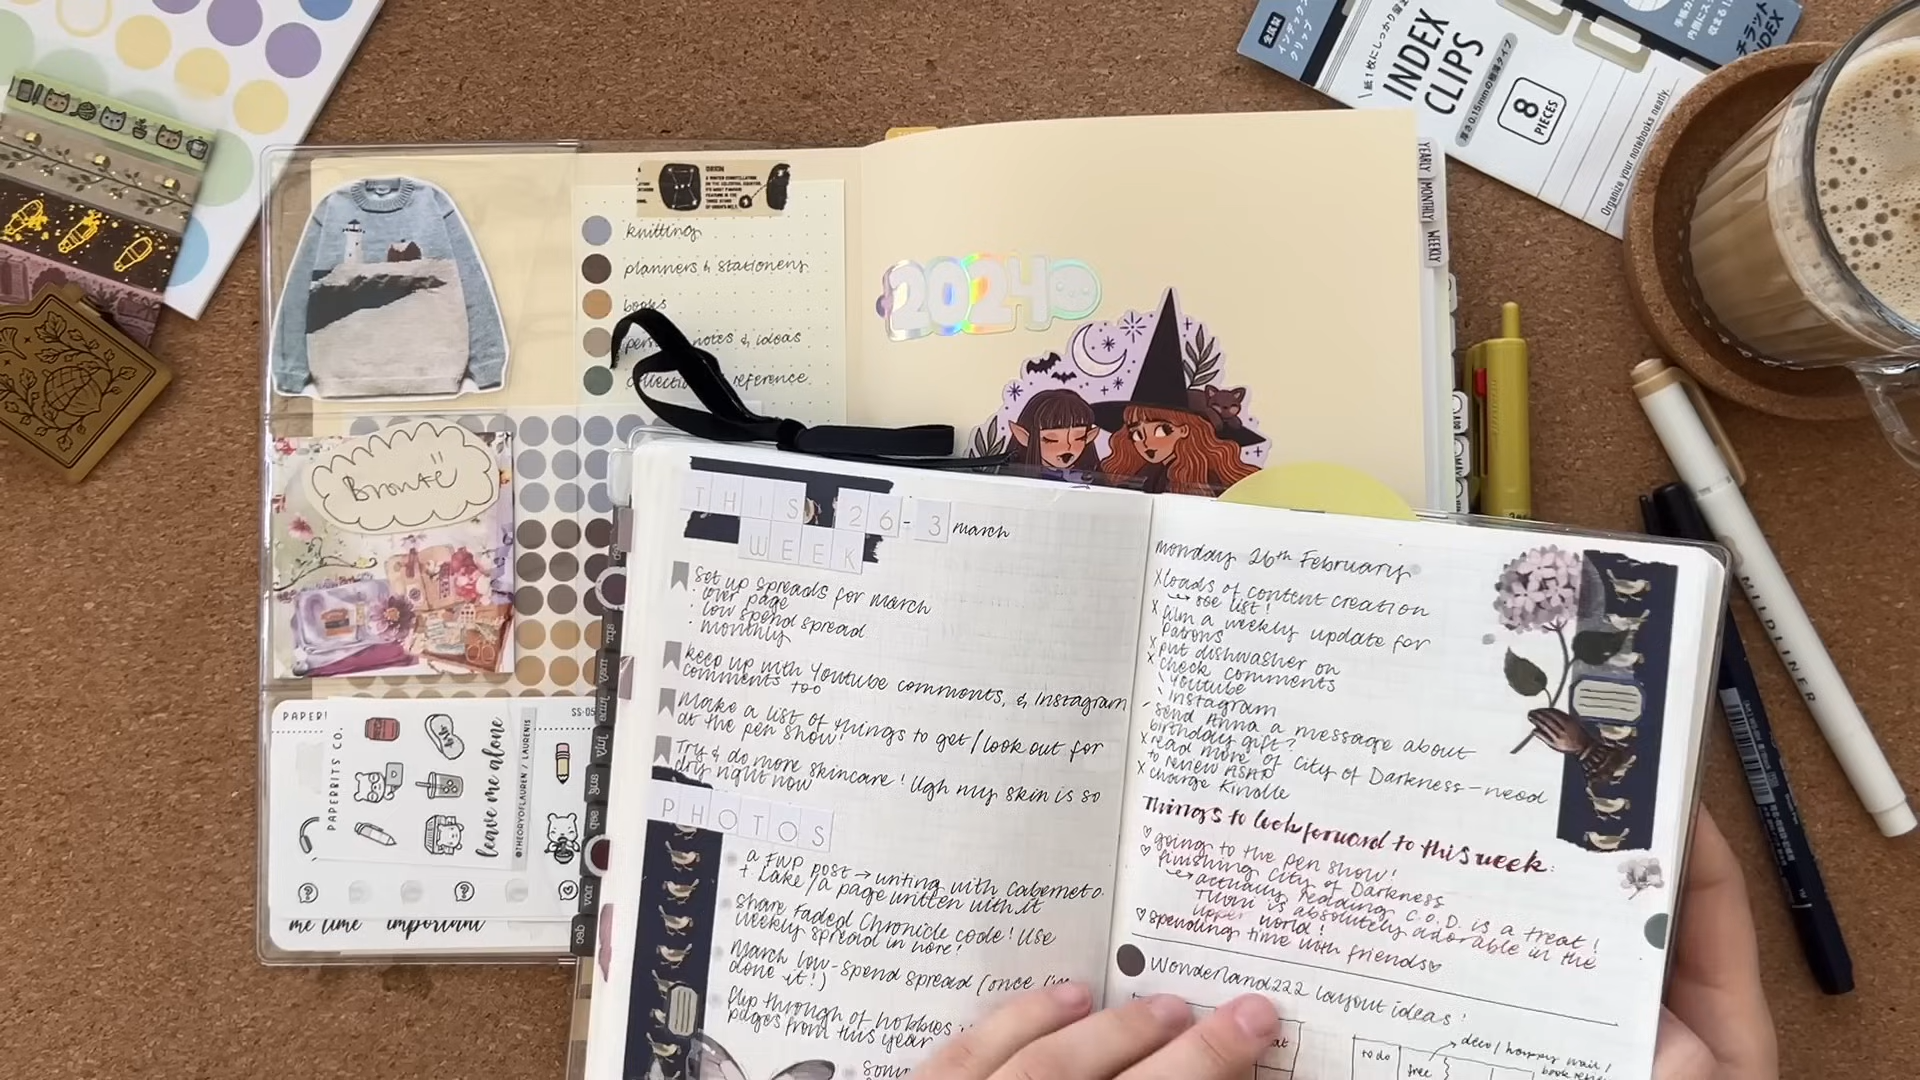 knitting
planners & stationery
books
notes & ideas
reference
Brontë
PAPER!
SS-05
PAPERBITS CO.
leave me alone
@THEORYOFLAUREN / LAURENIS
me time important
2024
YEARLY
MONTHLY
WEEKLY
INDEX
CLIPS
8
PIECES
Organize your notebooks neatly.
MILDLINER
THIS 26-3 march
WEEK
Set up spreads for march
· cover page
· low spend spread
· monthly
keep up with Youtube comments, & Instagram
comments too
Make a list of things to get / look out for
at the pen show!
Try & do more skincare! Ugh my skin is so
dry right now
PHOTOS
a FWP post → writing with Cabernet o.
+ Lake / a page written with it
Share Faded Chronicle code! Use
weekly spread in here?
March low-spend spread (once I'm
done it!)
flip through of hobbies
pages from this year
monday 26th February
x loads of content creation
→ see list!
x film a weekly update for
Patrons
x put dishwasher on
x check comments
Youtube
Instagram
send Anna a message about
birthday gift?
x read more of City of Darkness - need
to review ASAP
x charge Kindle
Things to look forward to this week:
♡ going to the pen show!
♡ finishing City of Darkness
→ actually reading C.O.D. is a treat!
is absolutely adorable in the
upper world!
♡ spending time with friends ♡
Wonderland222 layout ideas:
to do
free
deco / happy mail /